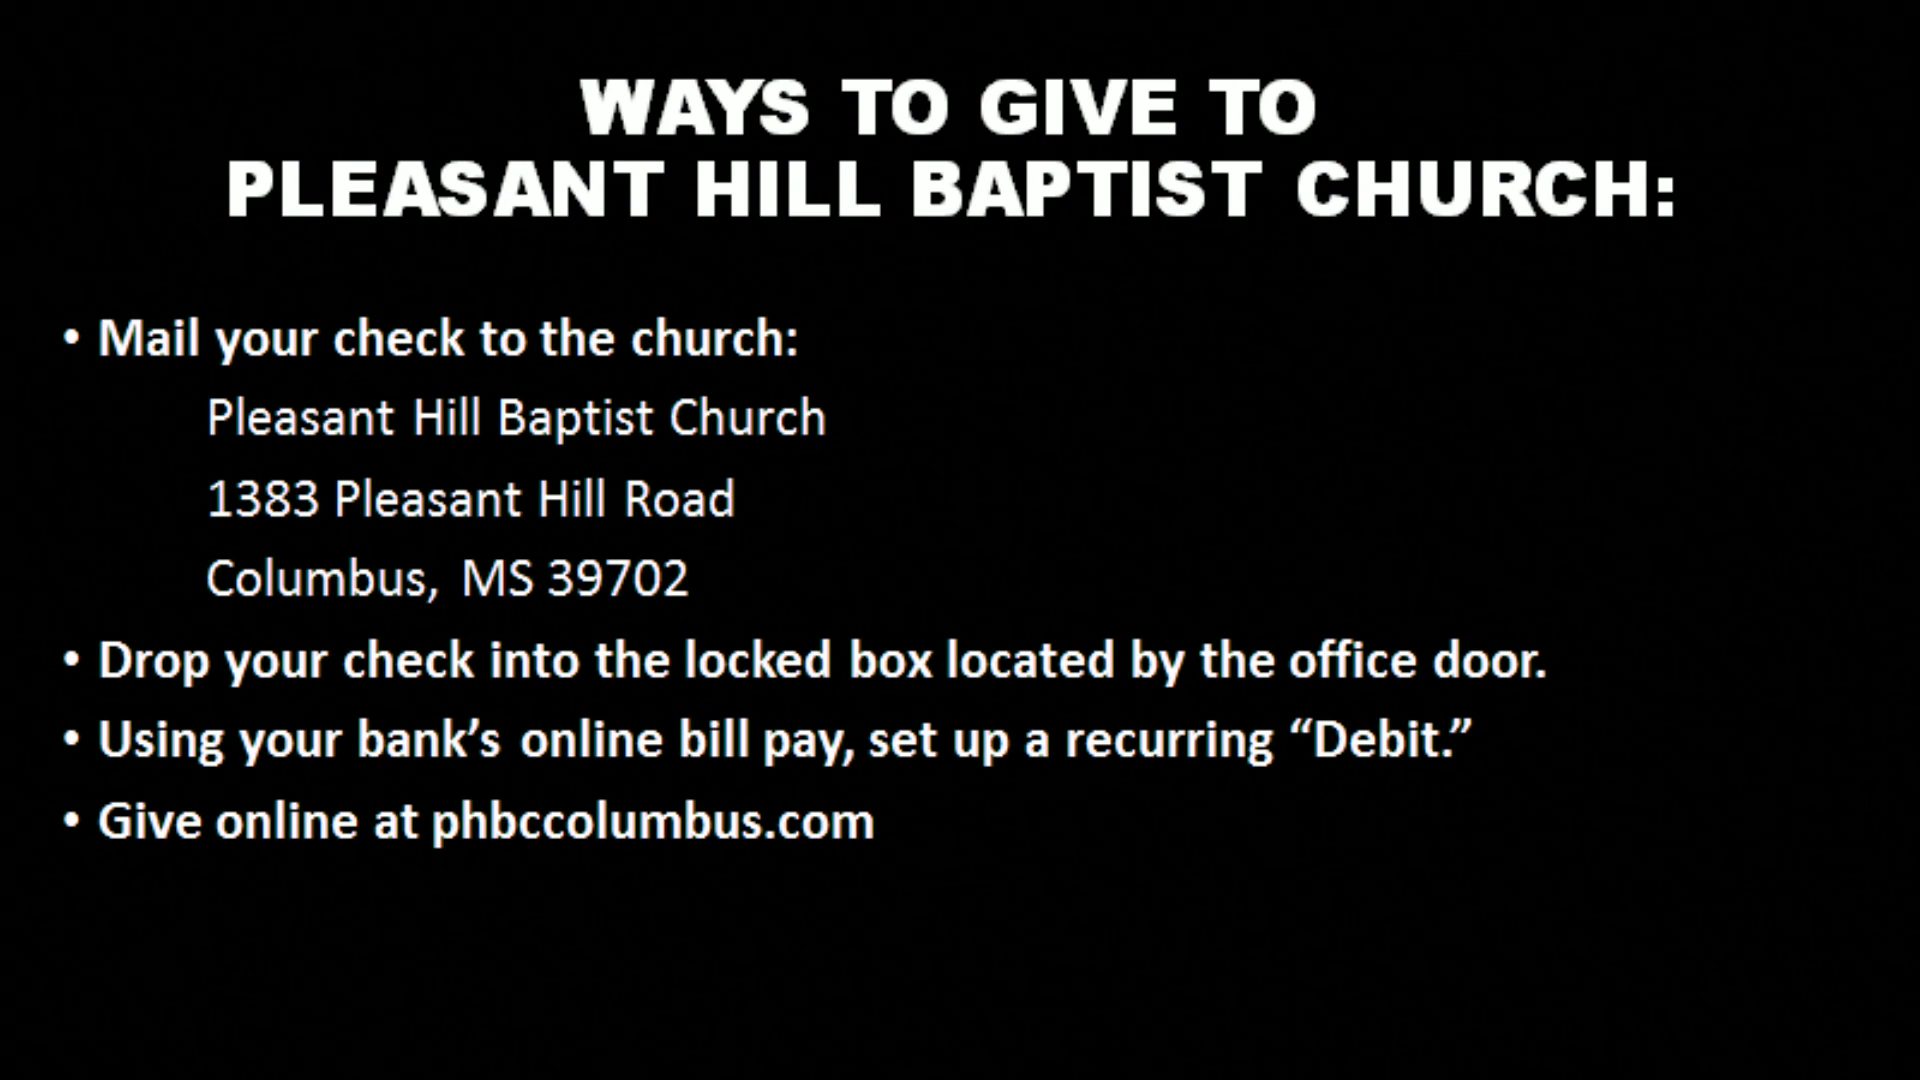 WAYS TO GIVE TO
PLEASANT HILL BAPTIST CHURCH:
• Mail your check to the church:
Pleasant Hill Baptist Church
1383 Pleasant Hill Road
Columbus, MS 39702
• Drop your check into the locked box located by the office door.
• Using your bank’s online bill pay, set up a recurring “Debit.”
• Give online at phbccolumbus.com